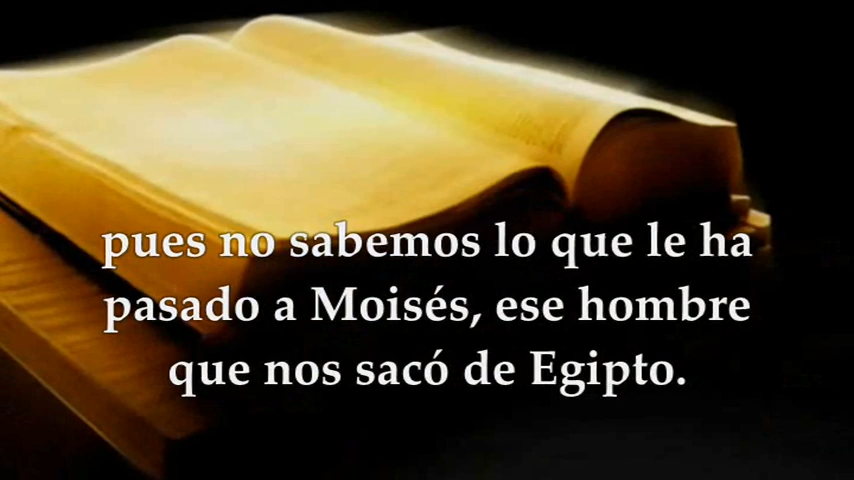 pues no sabemos lo que le ha
pasado a Moisés, ese hombre
que nos sacó de Egipto.